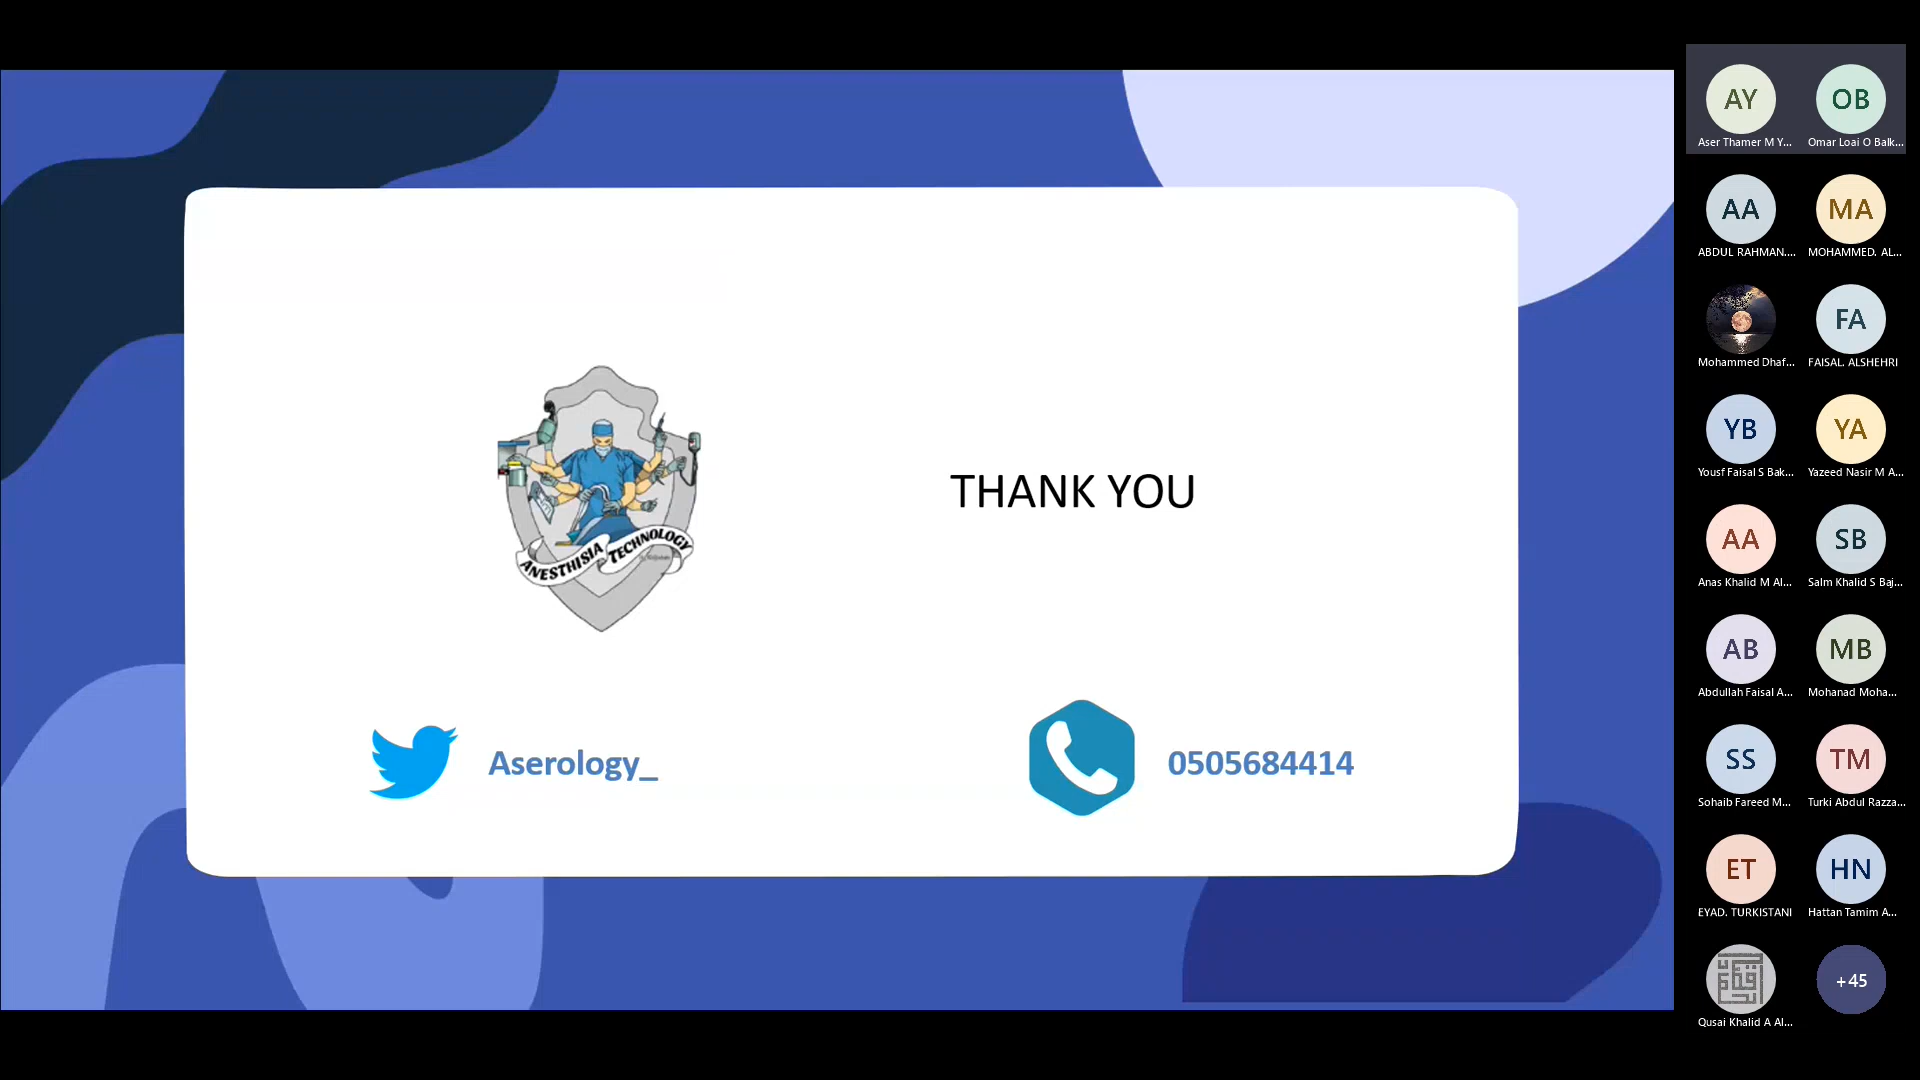 THANK YOU
ANESTHISIA TECHNOLOGY
Aserology_
0505684414
AY
Aser Thamer M Y...
OB
Omar Loai O Balk...
AA
ABDUL RAHMAN....
MA
MOHAMMED. AL...
Mohammed Dhaf...
FA
FAISAL. ALSHEHRI
YB
Yousf Faisal S Bak...
YA
Yazeed Nasir M A...
AA
Anas Khalid M Al...
SB
Salm Khalid S Baj...
AB
Abdullah Faisal A...
MB
Mohanad Moha...
SS
Sohaib Fareed M...
TM
Turki Abdul Razza...
ET
EYAD. TURKISTANI
HN
Hattan Tamim A...
Qusai Khalid A Al...
+45